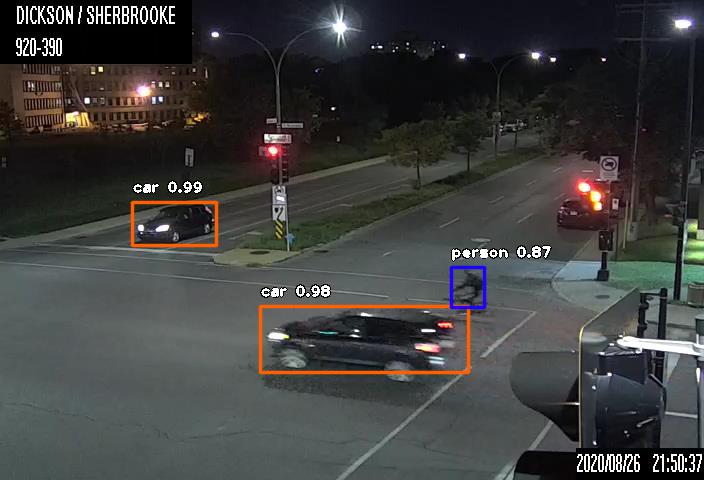 DICKSON / SHERBROOKE
920-390
car 0.99
person 0.87
car 0.98
2020/08/26 21:50:37